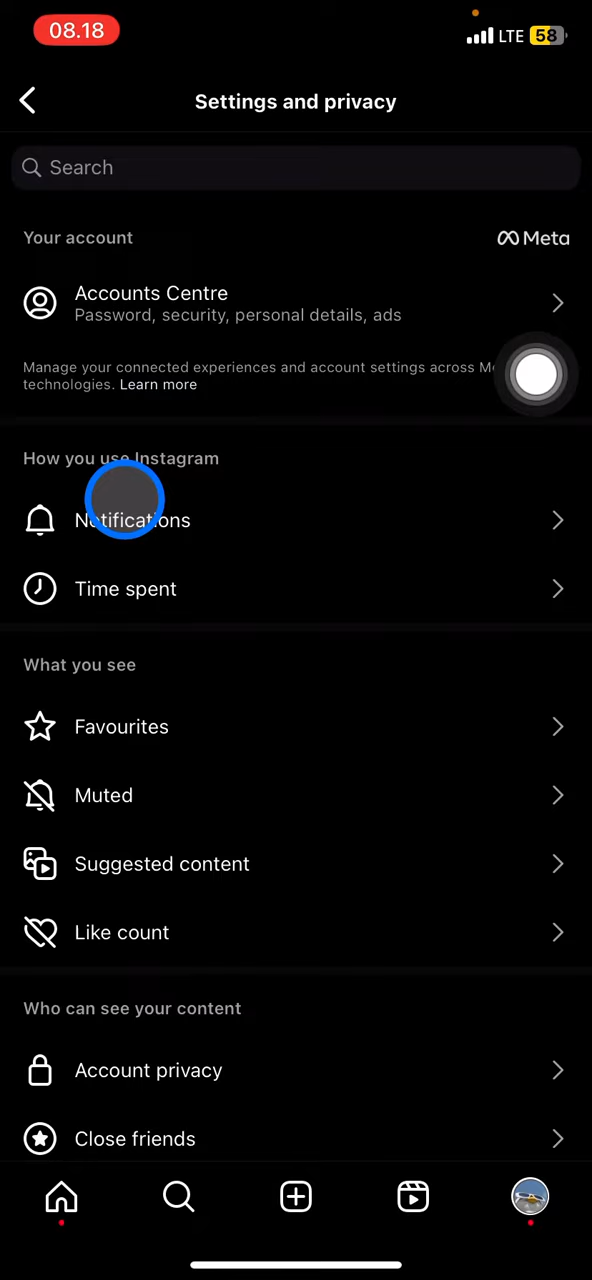 08.18
LTE 58
Settings and privacy
Search
Your account
Meta
Accounts Centre
Password, security, personal details, ads
Manage your connected experiences and account settings across
technologies. Learn more
How you use Instagram
Notifications
Time spent
What you see
Favourites
Muted
Suggested content
Like count
Who can see your content
Account privacy
Close friends